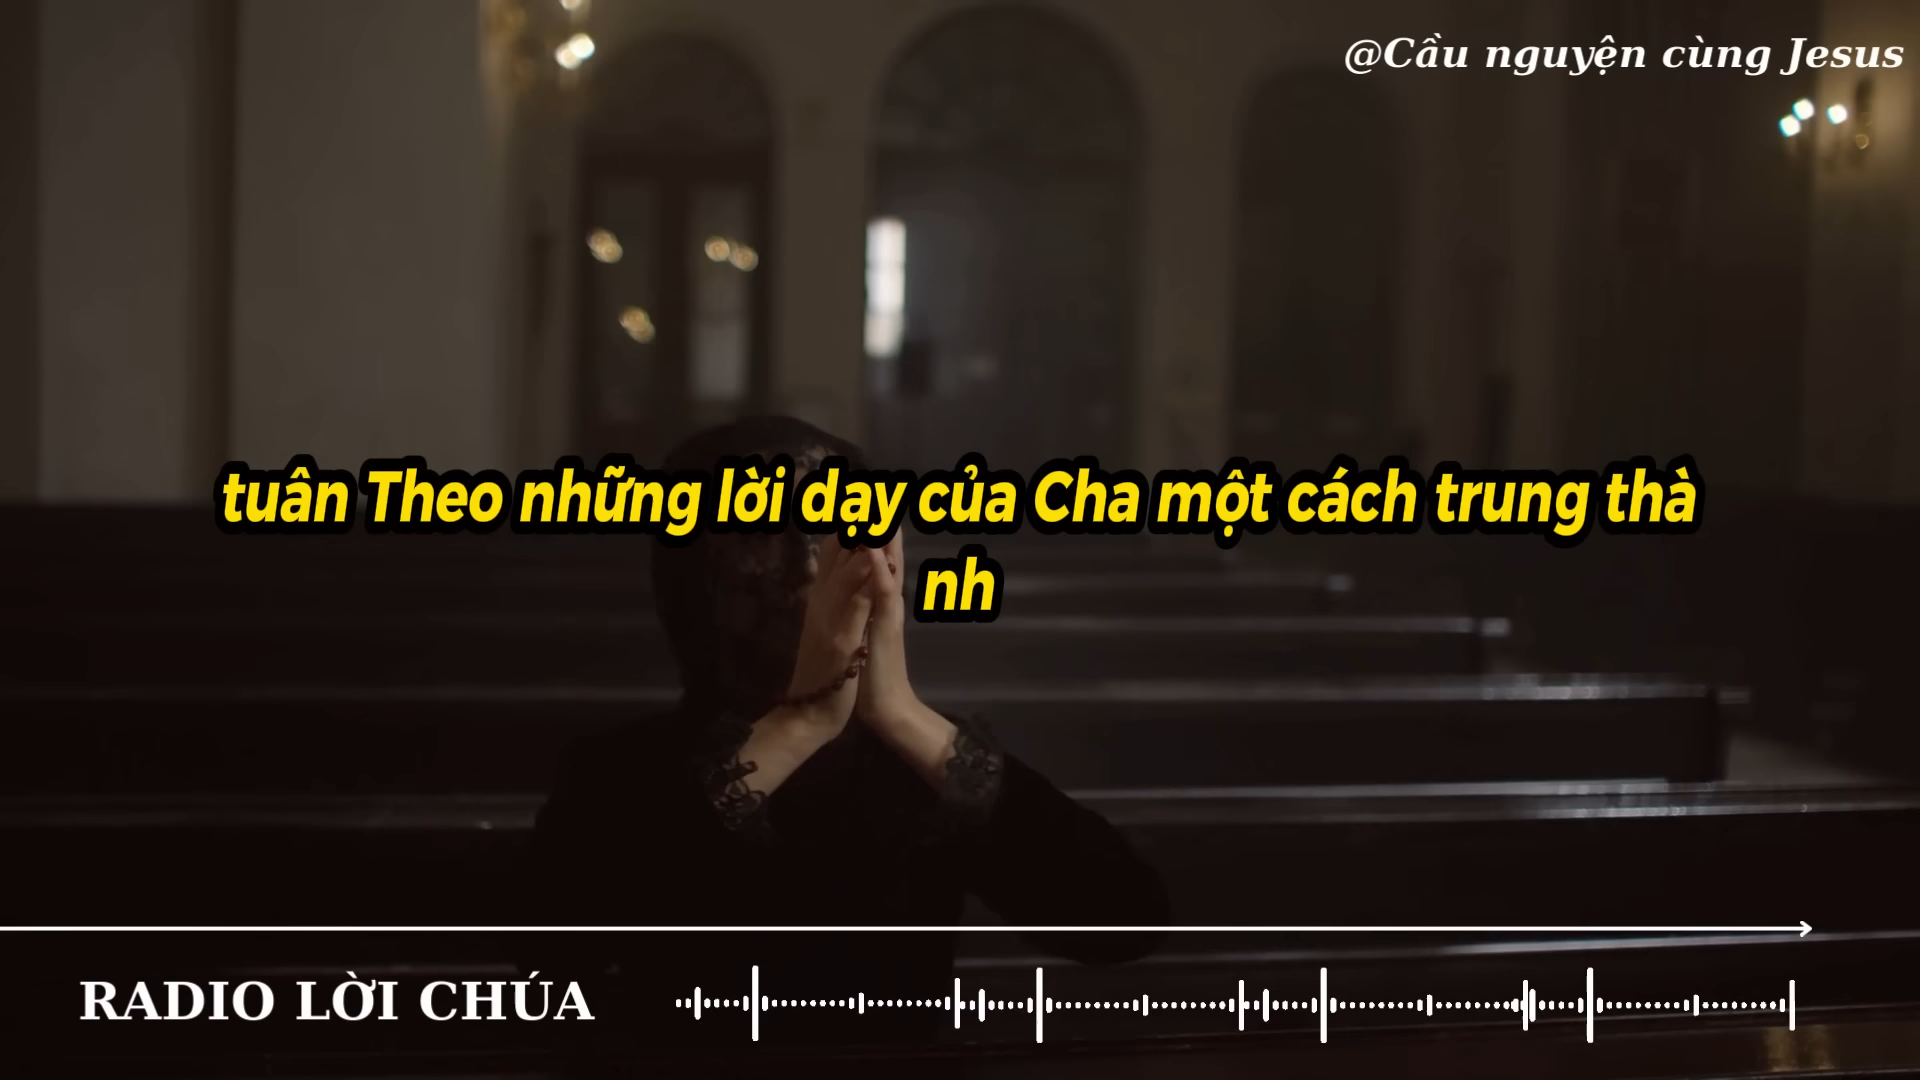 @Cầu nguyện cùng Jesus
tuân Theo những lời dạy của Cha một cách trung thà
nh
RADIO LỜI CHÚA